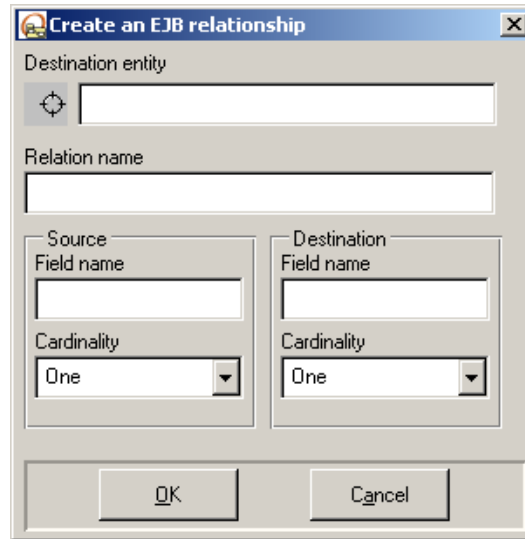 Create an EJB relationship
Destination entity
Relation name
Source
Destination
Field name
Field name
Cardinality
Cardinality
One
One
OK
Cancel